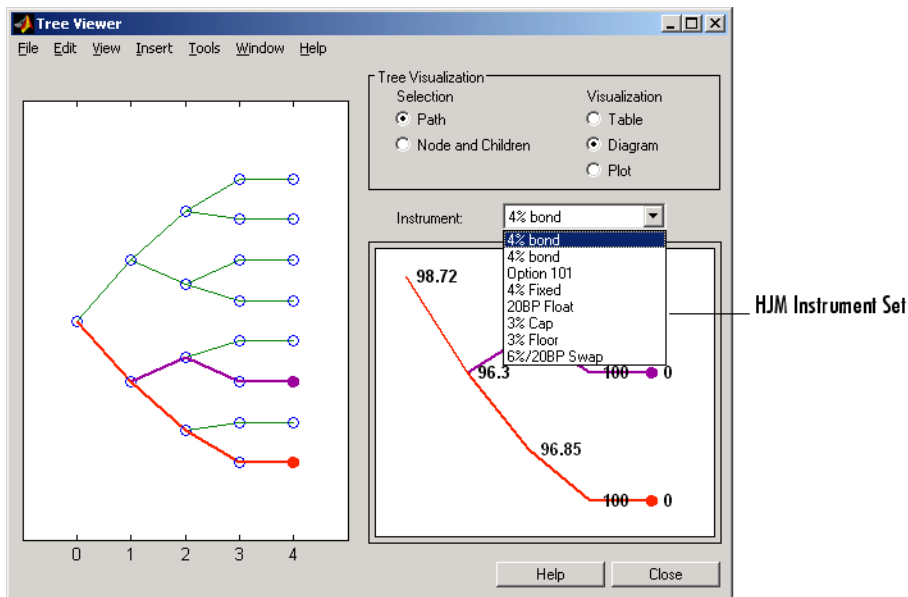 Tree Viewer
File Edit View Insert Tools Window Help
Tree Visualization
Selection
Visualization
Path
Table
Node and Children
Diagram
Plot
Instrument:
4% bond
4% bond
4% bond
Option 101
4% Fixed
20BP Float
3% Cap
3% Floor
6%/20BP Swap
HJM Instrument Set
98.72
96.3
100
0
96.85
100
0
0 1 2 3 4
Help
Close